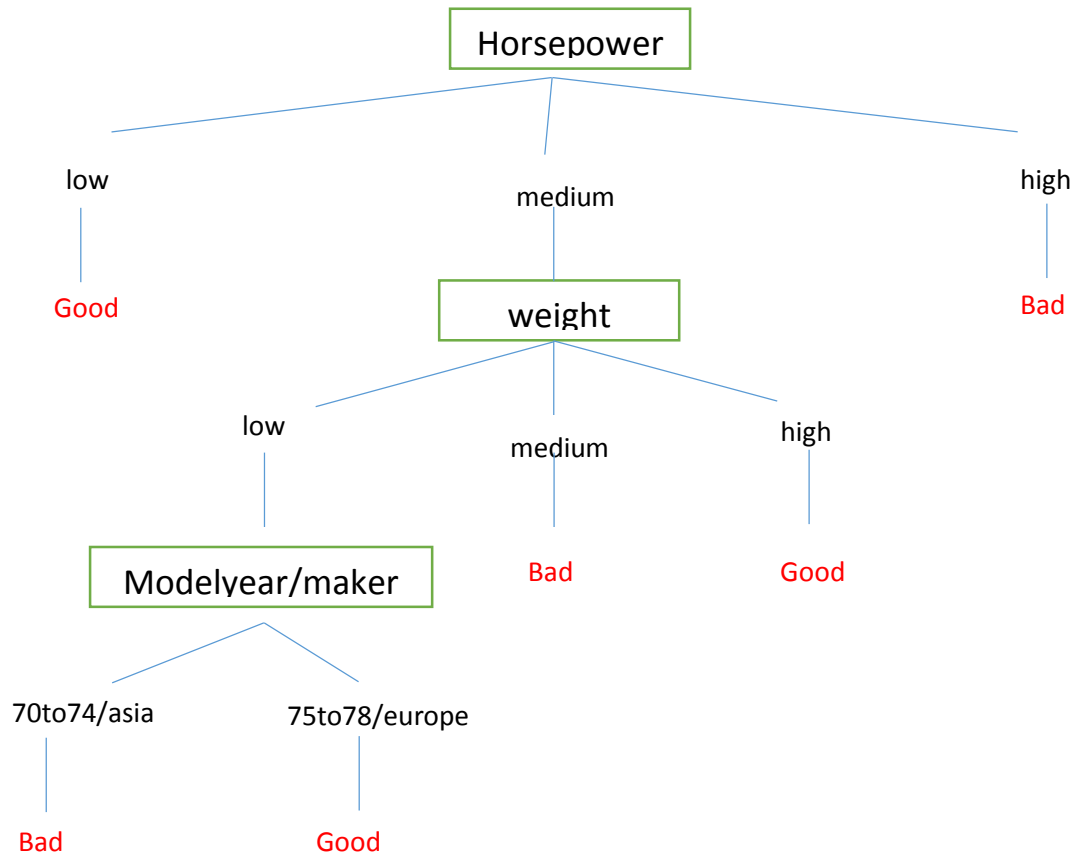 Horsepower
low
medium
high
Good
weight
Bad
low
medium
high
Modelyear/maker
Bad
Good
70to74/asia
75to78/europe
Bad
Good